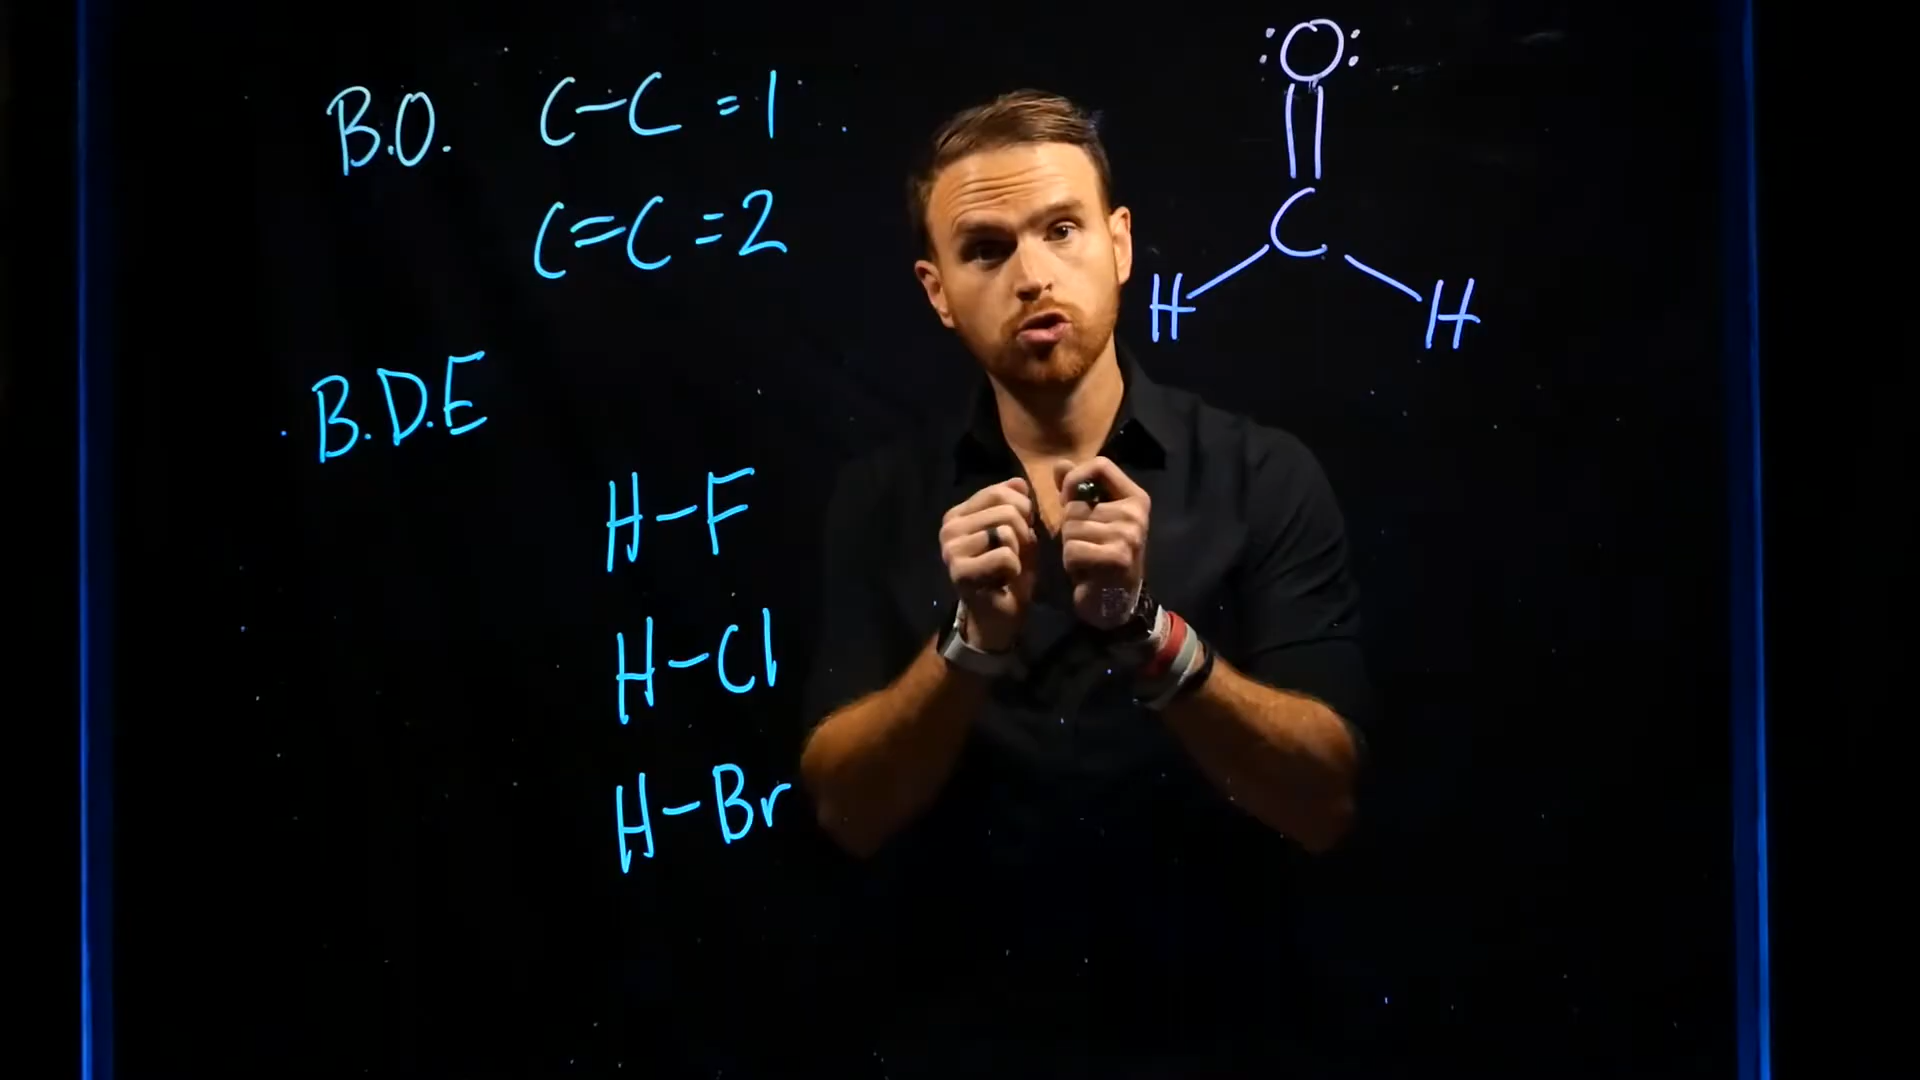 B.O. C-C = 1
C=C = 2
B.D.E
H-F
H-Cl
H-Br
:O:
C
H H